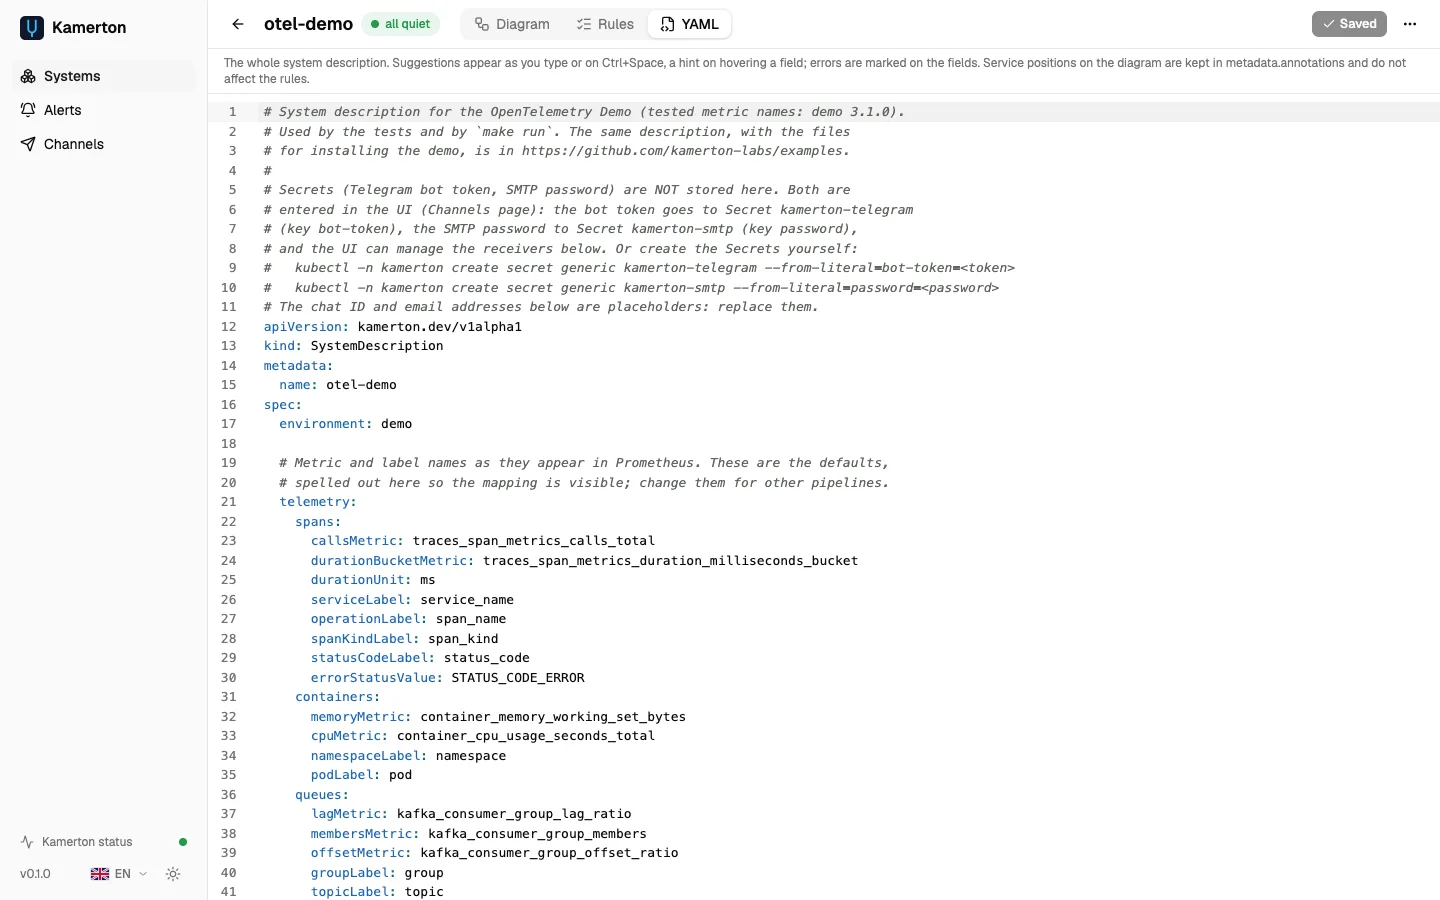 Kamerton
otel-demo
all quiet
Diagram
Rules
YAML
Saved
Systems
Alerts
Channels
The whole system description. Suggestions appear as you type or on Ctrl+Space, a hint on hovering a field; errors are marked on the fields. Service positions on the diagram are kept in metadata.annotations and do not
affect the rules.
1 # System description for the OpenTelemetry Demo (tested metric names: demo 3.1.0).
2 # Used by the tests and by `make run`. The same description, with the files
3 # for installing the demo, is in https://github.com/kamerton-labs/examples.
4 #
5 # Secrets (Telegram bot token, SMTP password) are NOT stored here. Both are
6 # entered in the UI (Channels page): the bot token goes to Secret kamerton-telegram
7 # (key bot-token), the SMTP password to Secret kamerton-smtp (key password),
8 # and the UI can manage the receivers below. Or create the Secrets yourself:
9 #   kubectl -n kamerton create secret generic kamerton-telegram --from-literal=bot-token=<token>
10 #   kubectl -n kamerton create secret generic kamerton-smtp --from-literal=password=<password>
11 # The chat ID and email addresses below are placeholders: replace them.
12 apiVersion: kamerton.dev/v1alpha1
13 kind: SystemDescription
14 metadata:
15   name: otel-demo
16 spec:
17   environment: demo
18
19   # Metric and label names as they appear in Prometheus. These are the defaults,
20   # spelled out here so the mapping is visible; change them for other pipelines.
21   telemetry:
22     spans:
23       callsMetric: traces_span_metrics_calls_total
24       durationBucketMetric: traces_span_metrics_duration_milliseconds_bucket
25       durationUnit: ms
26       serviceLabel: service_name
27       operationLabel: span_name
28       spanKindLabel: span_kind
29       statusCodeLabel: status_code
30       errorStatusValue: STATUS_CODE_ERROR
31     containers:
32       memoryMetric: container_memory_working_set_bytes
33       cpuMetric: container_cpu_usage_seconds_total
34       namespaceLabel: namespace
35       podLabel: pod
36     queues:
37       lagMetric: kafka_consumer_group_lag_ratio
38       membersMetric: kafka_consumer_group_members
39       offsetMetric: kafka_consumer_group_offset_ratio
40       groupLabel: group
41       topicLabel: topic
Kamerton status
v0.1.0
EN